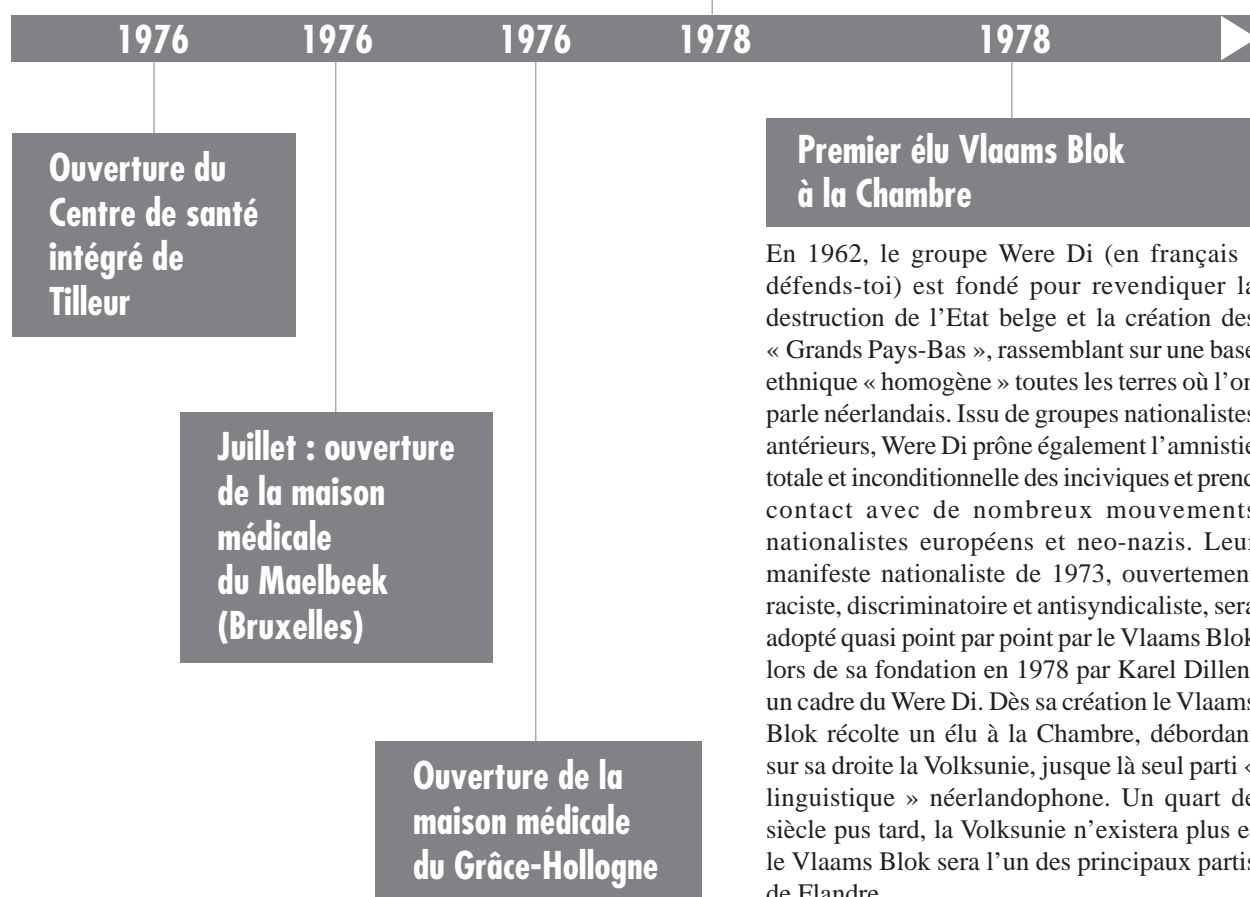 1976 1976 1976 1978 1978
Ouverture du
Centre de santé
intégré de
Tilleur
Juillet : ouverture
de la maison
médicale
du Maelbeek
(Bruxelles)
Ouverture de la
maison médicale
du Grâce-Hollogne
Premier élu Vlaams Blok
à la Chambre
En 1962, le groupe Were Di (en français
défends-toi) est fondé pour revendiquer la
destruction de l’Etat belge et la création des
« Grands Pays-Bas », rassemblant sur une base
ethnique « homogène » toutes les terres où l’on
parle néerlandais. Issu de groupes nationalistes
antérieurs, Were Di prône également l’amnistie
totale et inconditionnelle des inciviques et prend
contact avec de nombreux mouvements
nationalistes européens et neo-nazis. Leur
manifeste nationaliste de 1973, ouvertement
raciste, discriminatoire et antisyndicaliste, sera
adopté quasi point par point par le Vlaams Blok
lors de sa fondation en 1978 par Karel Dillen,
un cadre du Were Di. Dès sa création le Vlaams
Blok récolte un élu à la Chambre, débordant
sur sa droite la Volksunie, jusque là seul parti «
linguistique » néerlandophone. Un quart de
siècle pus tard, la Volksunie n’existera plus et
le Vlaams Blok sera l’un des principaux partis
de Flandre